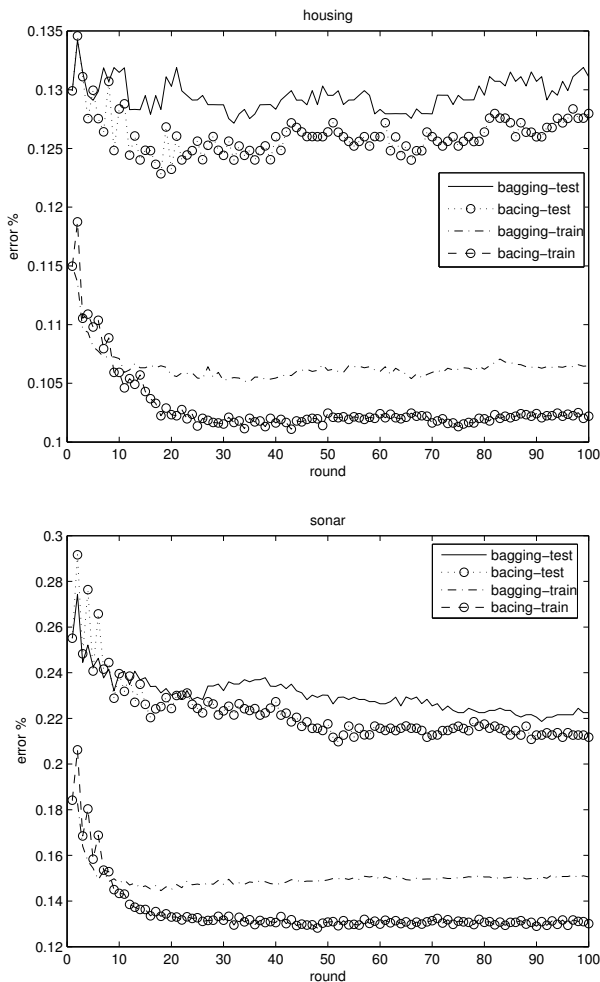 housing
0.135
0.13
0.125
0.12
0.115
0.11
0.105
0.1
error %
bagging−test
bacing−test
bagging−train
bacing−train
0 10 20 30 40 50 60 70 80 90 100
round
sonar
0.3
0.28
0.26
0.24
0.22
0.2
0.18
0.16
0.14
0.12
error %
bagging−test
bacing−test
bagging−train
bacing−train
0 10 20 30 40 50 60 70 80 90 100
round